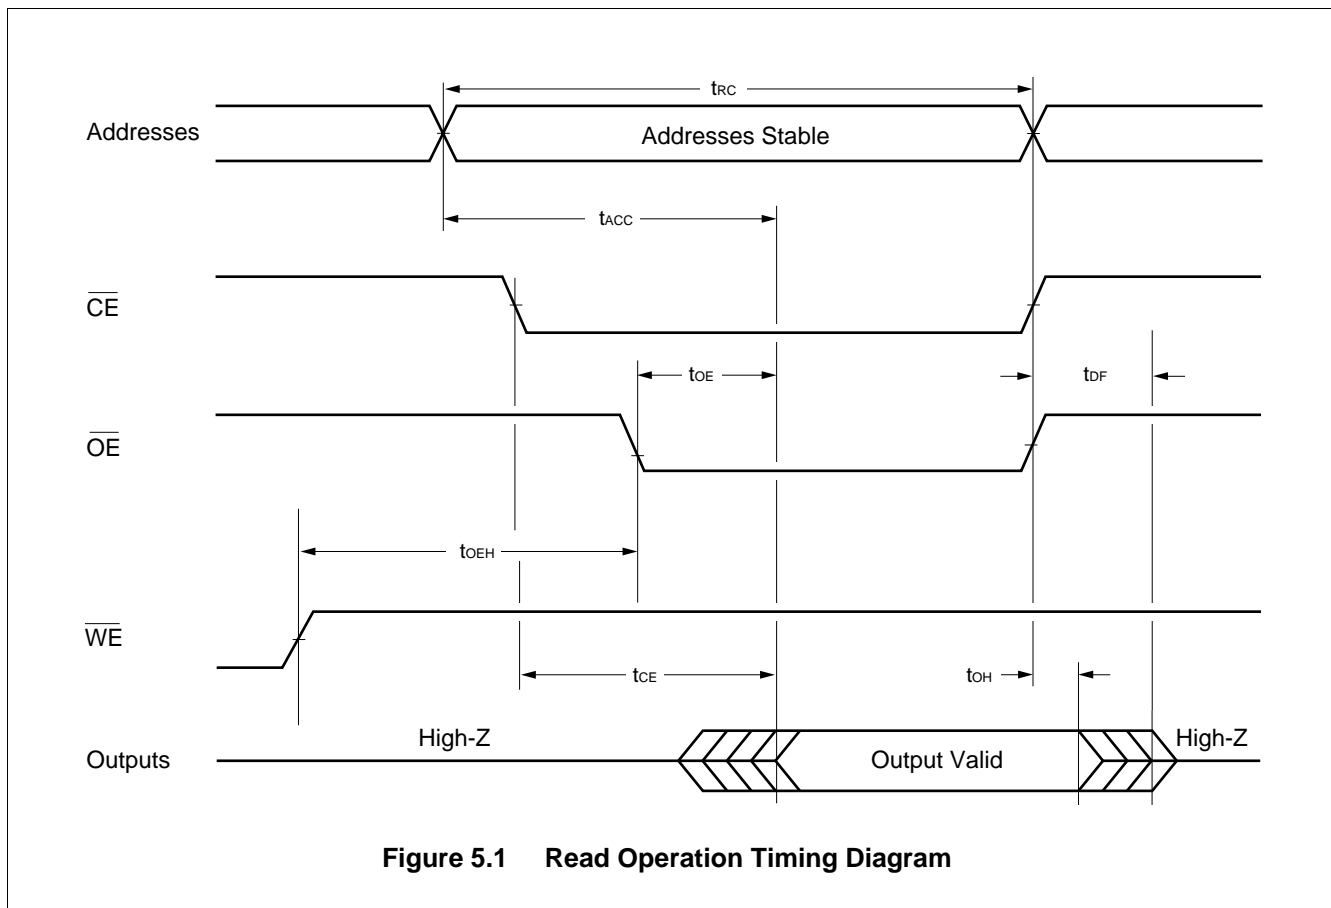 tRC
Addresses
Addresses Stable
tACC
CE
tOE
tDF
OE
tOEH
WE
tCE
tOH
High-Z
High-Z
Outputs
Output Valid
Figure 5.1 Read Operation Timing Diagram